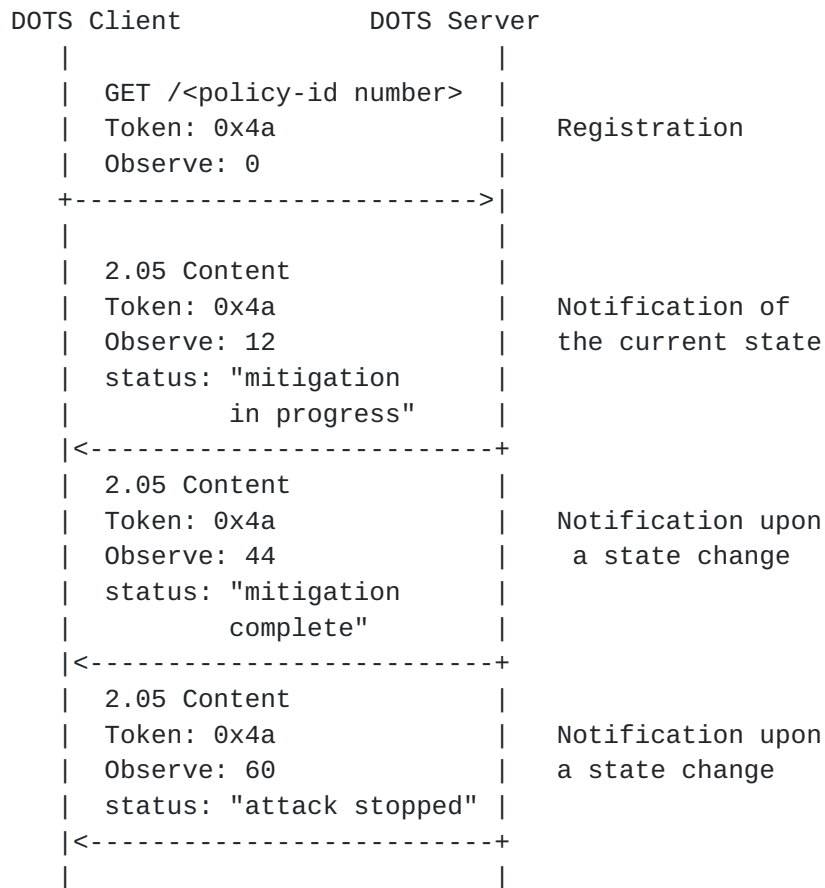 DOTS Client            DOTS Server
   |                           |
   |  GET /<policy-id number>  |
   |  Token: 0x4a              |   Registration
   |  Observe: 0               |
   +-------------------------->|
   |                           |
   |  2.05 Content             |
   |  Token: 0x4a              |   Notification of
   |  Observe: 12              |   the current state
   |  status: "mitigation      |
   |          in progress"     |
   |<--------------------------+
   |  2.05 Content             |
   |  Token: 0x4a              |   Notification upon
   |  Observe: 44              |    a state change
   |  status: "mitigation      |
   |          complete"        |
   |<--------------------------+
   |  2.05 Content             |
   |  Token: 0x4a              |   Notification upon
   |  Observe: 60              |   a state change
   |  status: "attack stopped" |
   |<--------------------------+
   |                           |